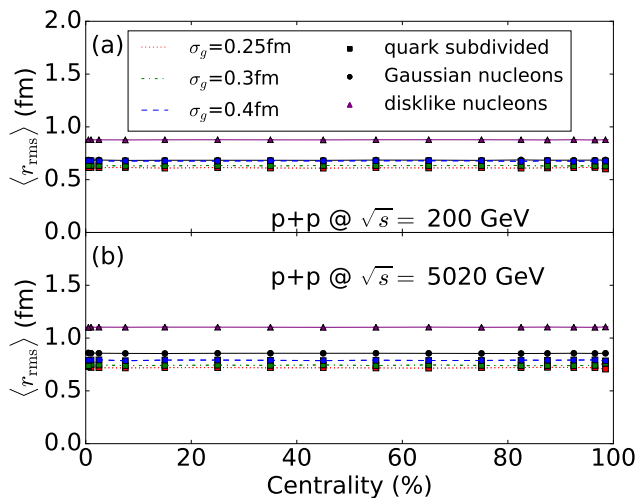 2.0
(a)
σg=0.25fm
quark subdivided
σg=0.3fm
Gaussian nucleons
σg=0.4fm
disklike nucleons
1.5
1.0
0.5
0.0
⟨r_rms⟩ (fm)
p+p @ √s = 200 GeV
(b)
p+p @ √s = 5020 GeV
1.5
1.0
0.5
0.0
⟨r_rms⟩ (fm)
0 20 40 60 80 100
Centrality (%)